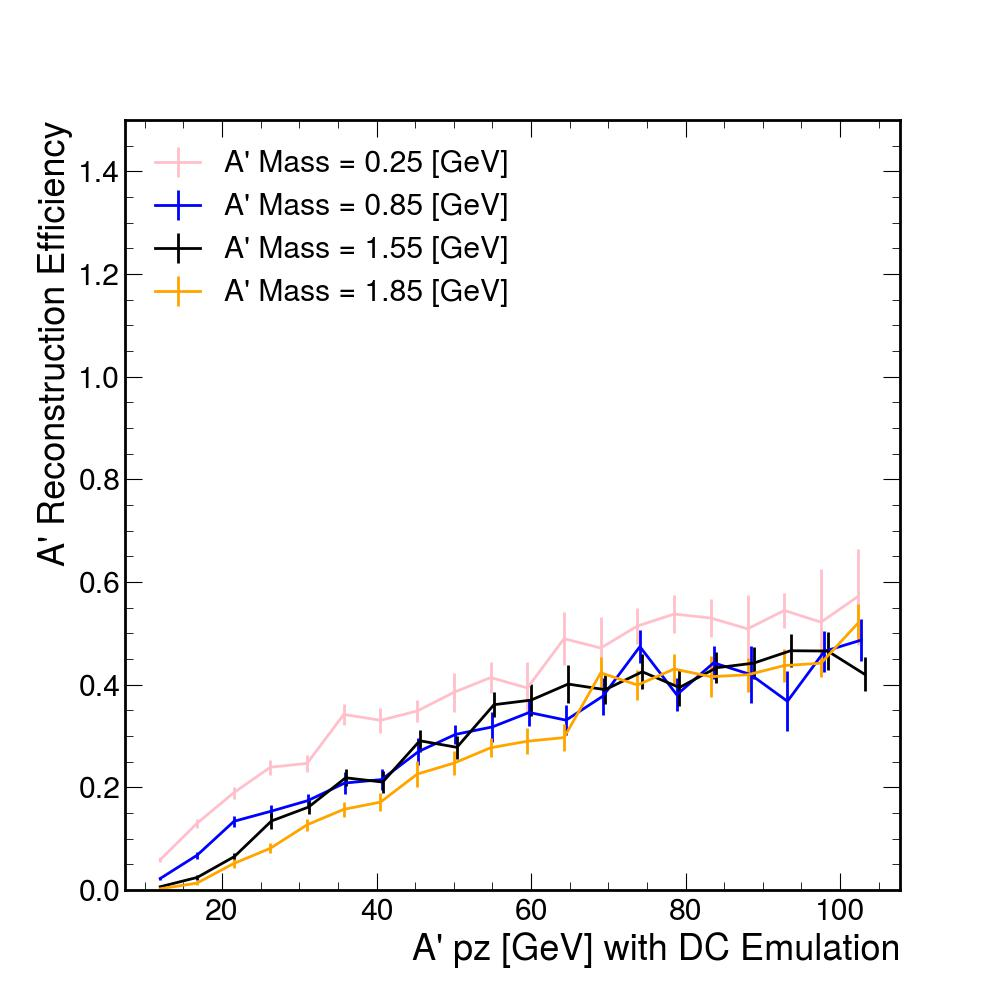 A' Reconstruction Efficiency
1.4
1.2
1.0
0.8
0.6
0.4
0.2
0.0
A' Mass = 0.25 [GeV]
A' Mass = 0.85 [GeV]
A' Mass = 1.55 [GeV]
A' Mass = 1.85 [GeV]
20 40 60 80 100
A' pz [GeV] with DC Emulation